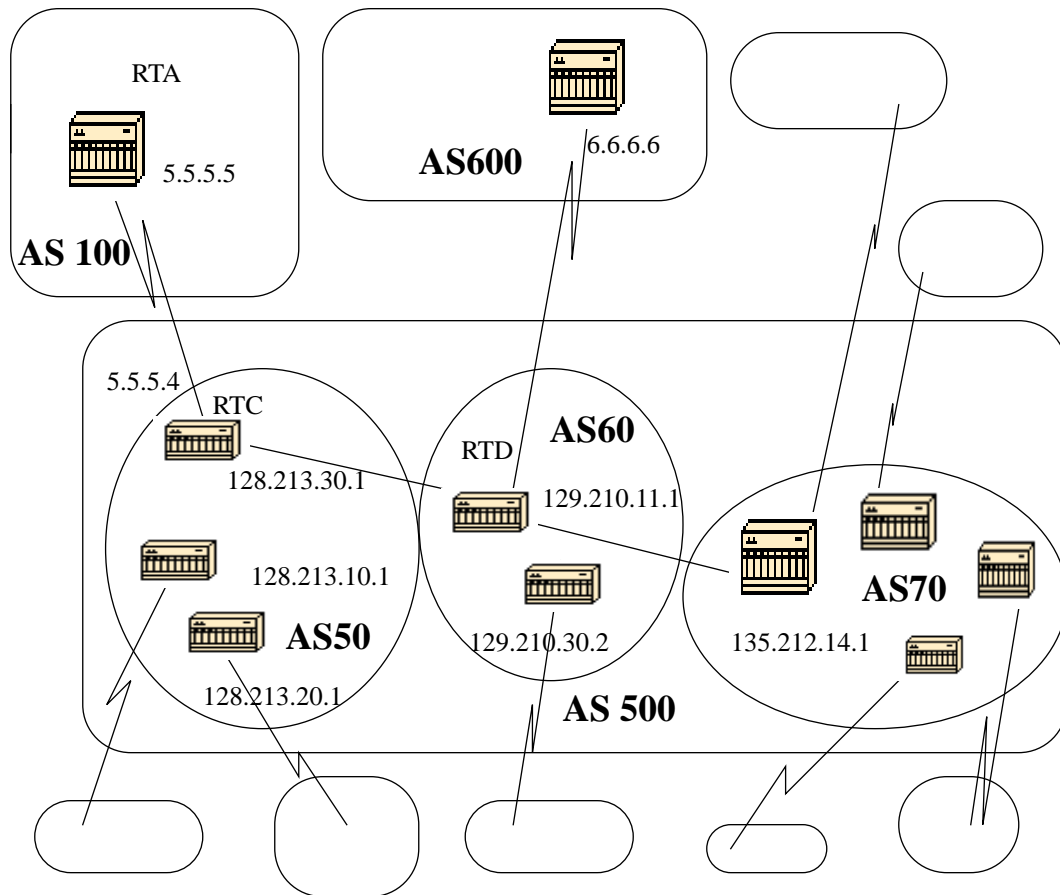 RTA
5.5.5.5
AS 100
AS600
6.6.6.6
5.5.5.4
RTC
128.213.30.1
128.213.10.1
AS50
128.213.20.1
RTD
AS60
129.210.11.1
129.210.30.2
AS70
135.212.14.1
AS 500